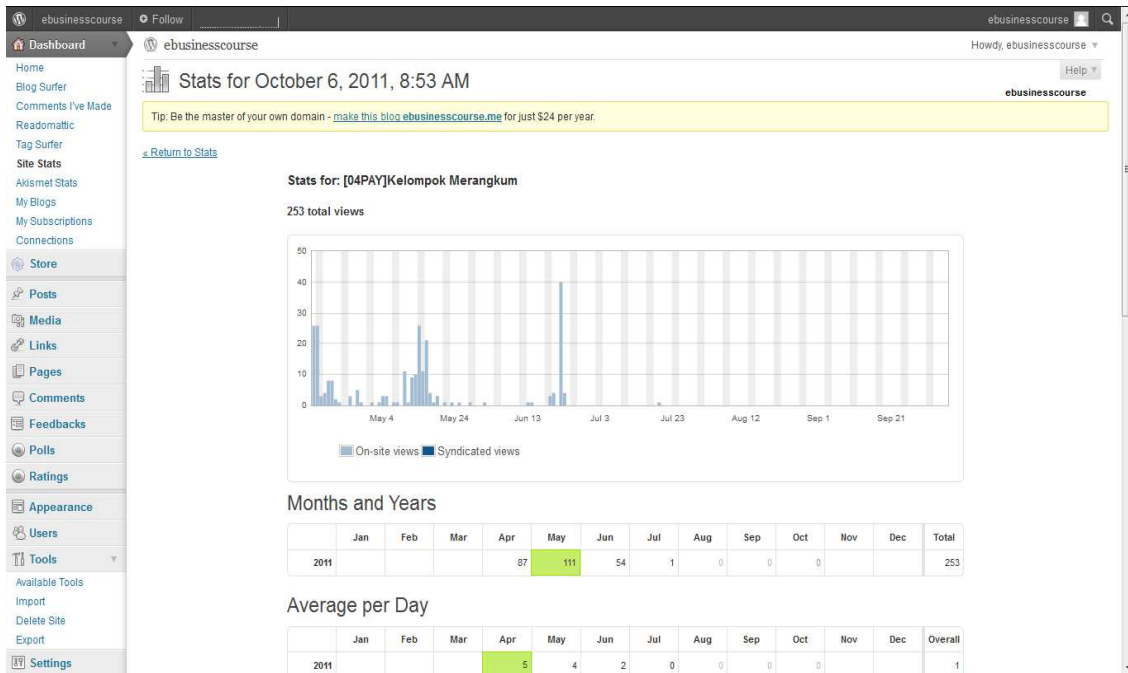 ebusinesscourse Follow ebusinesscourse
Dashboard
Home
Blog Surfer
Comments I've Made
Readomattic
Tag Surfer
Site Stats
Akismet Stats
My Blogs
My Subscriptions
Connections
Store
Posts
Media
Links
Pages
Comments
Feedbacks
Polls
Ratings
Appearance
Users
Tools
Available Tools
Import
Delete Site
Export
Settings
ebusinesscourse Howdy, ebusinesscourse
Stats for October 6, 2011, 8:53 AM Help
ebusinesscourse
Tip: Be the master of your own domain - make this blog ebusinesscourse.me for just $24 per year.
« Return to Stats
Stats for: [04PAY]Kelompok Merangkum
253 total views
50
40
30
20
10
0
May 4 May 24 Jun 13 Jul 3 Jul 23 Aug 12 Sep 1 Sep 21
On-site views Syndicated views
Months and Years
Jan Feb Mar Apr May Jun Jul Aug Sep Oct Nov Dec Total
2011 87 111 54 1 0 0 0 253
Average per Day
Jan Feb Mar Apr May Jun Jul Aug Sep Oct Nov Dec Overall
2011 5 4 2 0 0 0 0 1